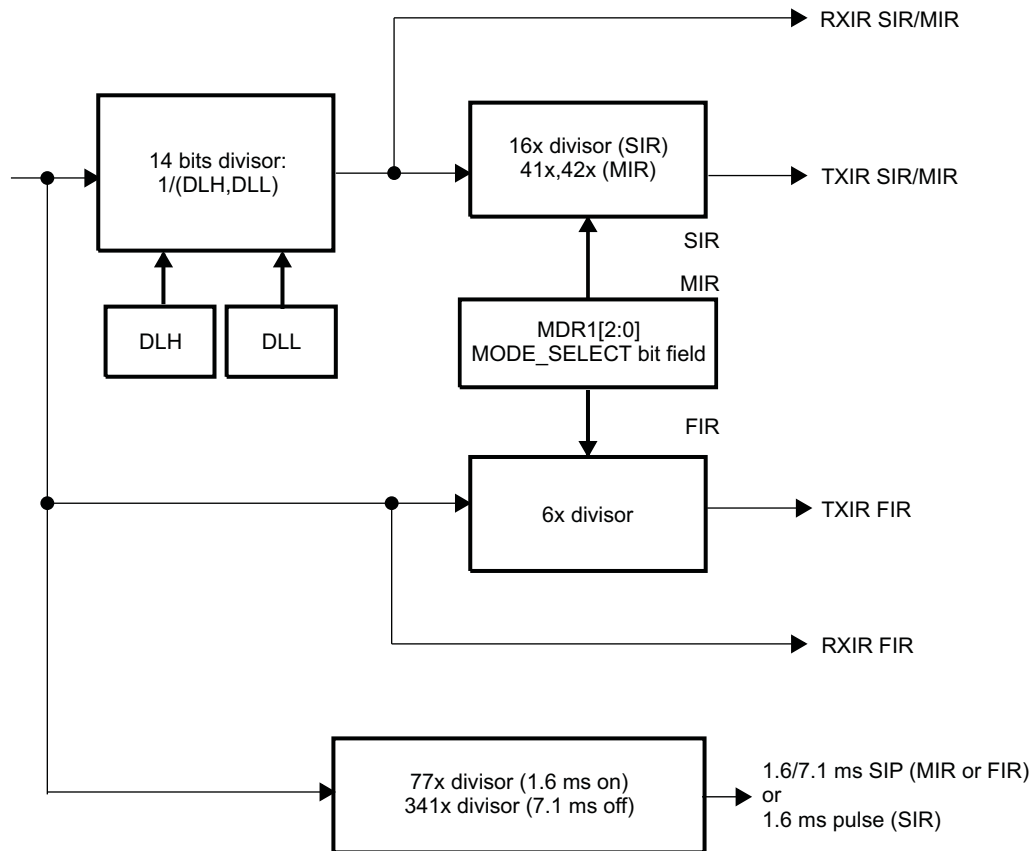 RXIR SIR/MIR
14 bits divisor:
1/(DLH,DLL)
16x divisor (SIR)
41x,42x (MIR)
TXIR SIR/MIR
SIR
MIR
DLH
DLL
MDR1[2:0]
MODE_SELECT bit field
FIR
6x divisor
TXIR FIR
RXIR FIR
77x divisor (1.6 ms on)
341x divisor (7.1 ms off)
1.6/7.1 ms SIP (MIR or FIR)
or
1.6 ms pulse (SIR)